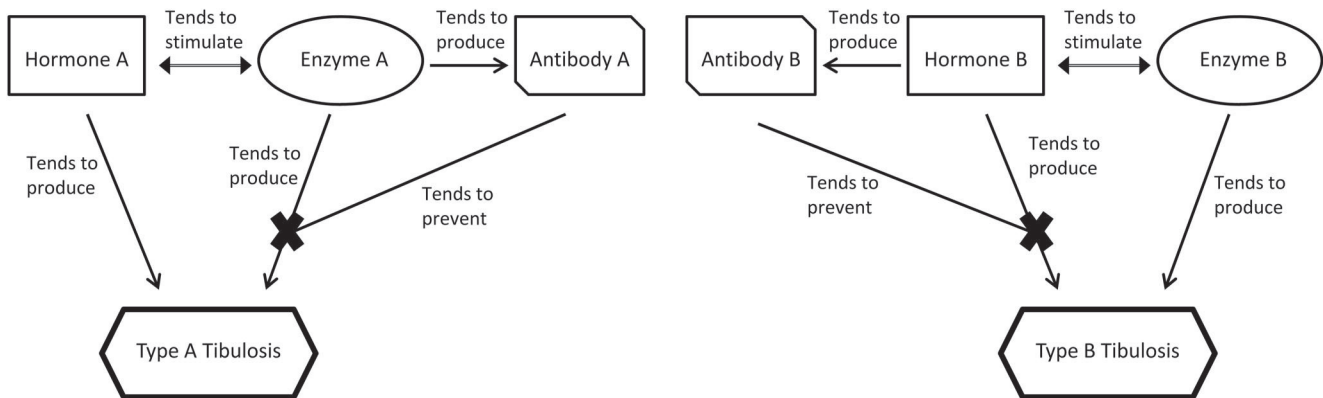 Tends to
stimulate
Tends to
produce
Tends to
produce
Tends to
stimulate
Hormone A
Enzyme A
Antibody A
Antibody B
Hormone B
Enzyme B
Tends to
produce
Tends to
produce
Tends to
prevent
Tends to
prevent
Tends to
produce
Tends to
produce
Type A Tibulosis
Type B Tibulosis